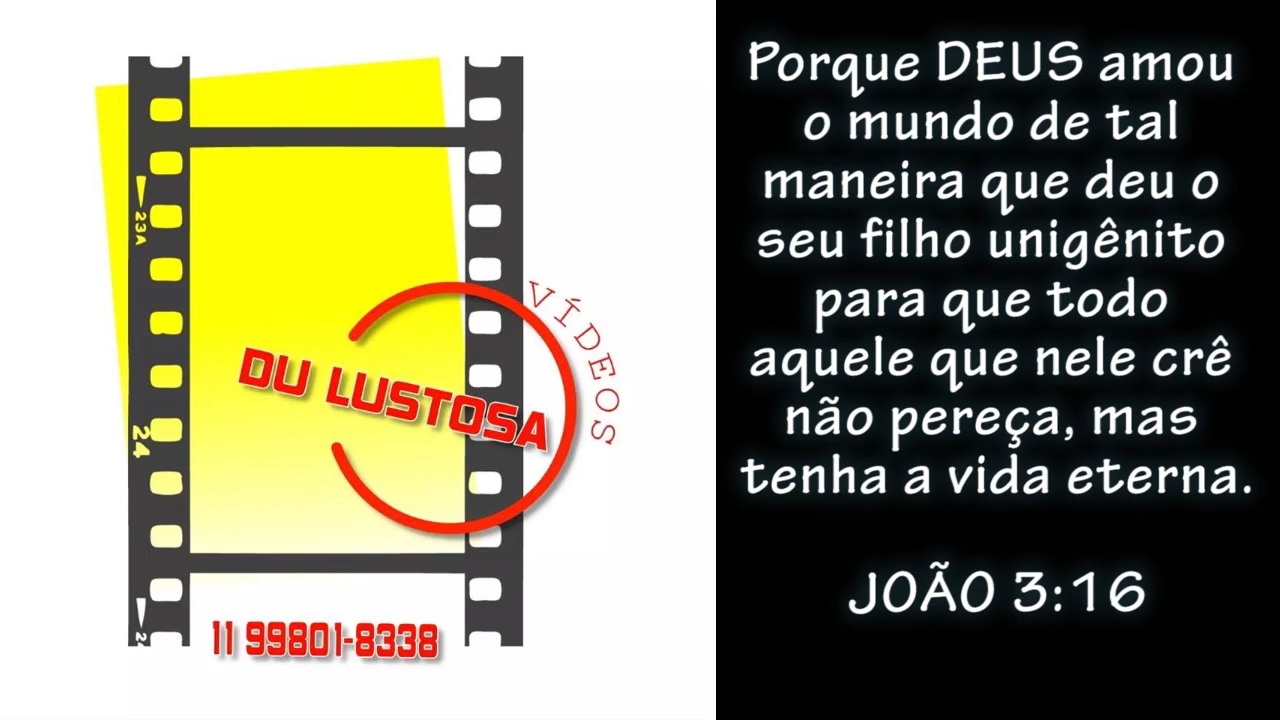 23A
24
VÍDEOS
DU LUSTOSA
11 99801-8338
Porque DEUS amou
o mundo de tal
maneira que deu o
seu filho unigênito
para que todo
aquele que nele crê
não pereça, mas
tenha a vida eterna.
JOÃO 3:16